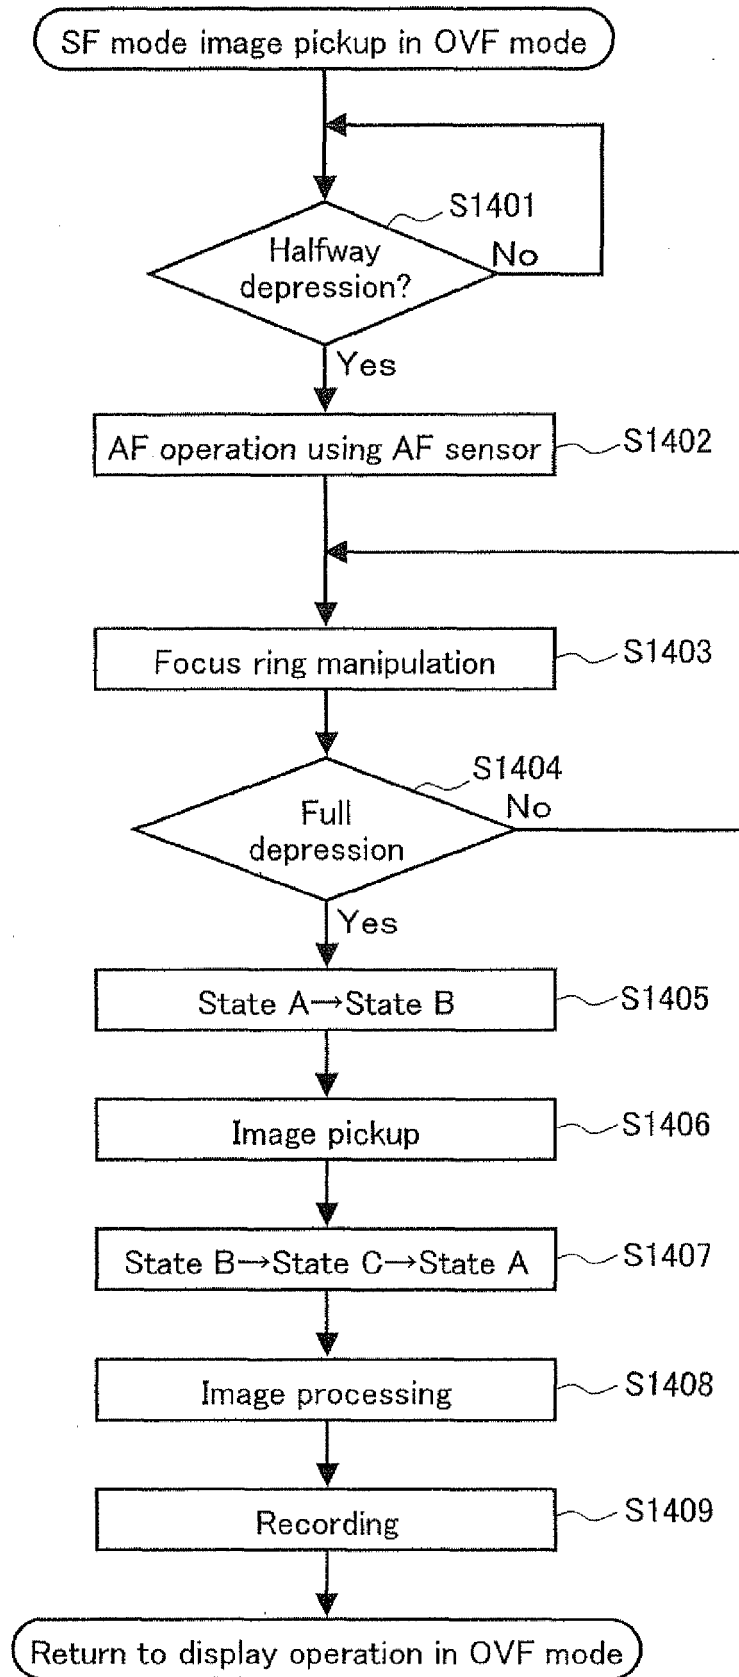 SF mode image pickup in OVF mode
S1401
Halfway
depression?
No
Yes
AF operation using AF sensor
S1402
Focus ring manipulation
S1403
S1404
Full
depression
No
Yes
State A→State B
S1405
Image pickup
S1406
State B→State C→State A
S1407
Image processing
S1408
Recording
S1409
Return to display operation in OVF mode